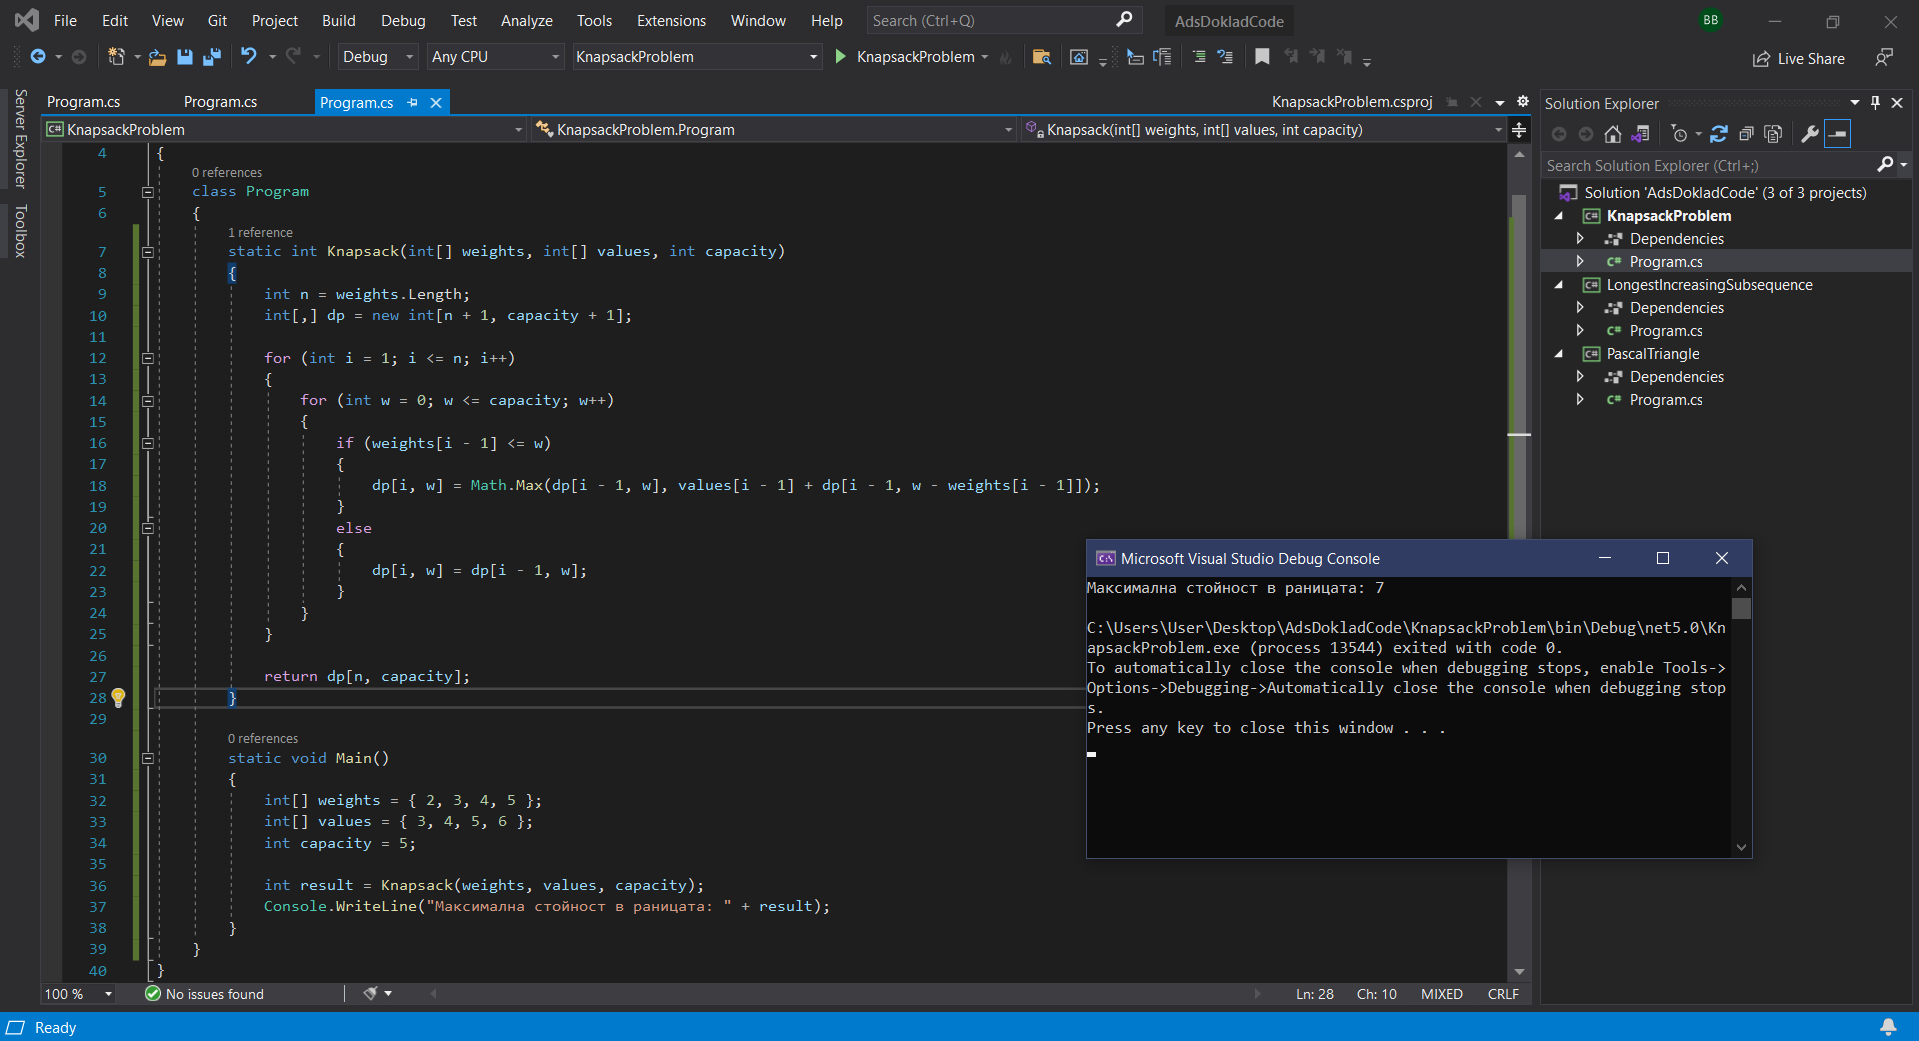 File Edit View Git Project Build Debug Test Analyze Tools Extensions Window Help Search (Ctrl+Q) AdsDokladCode BB
Debug Any CPU KnapsackProblem KnapsackProblem Live Share
Server Explorer
Toolbox
Program.cs Program.cs Program.cs KnapsackProblem.csproj
KnapsackProblem KnapsackProblem.Program Knapsack(int[] weights, int[] values, int capacity)
4 {
0 references
5 class Program
6 {
1 reference
7 static int Knapsack(int[] weights, int[] values, int capacity)
8 {
9 int n = weights.Length;
10 int[,] dp = new int[n + 1, capacity + 1];
11
12 for (int i = 1; i <= n; i++)
13 {
14 for (int w = 0; w <= capacity; w++)
15 {
16 if (weights[i - 1] <= w)
17 {
18 dp[i, w] = Math.Max(dp[i - 1, w], values[i - 1] + dp[i - 1, w - weights[i - 1]]);
19 }
20 else
21 {
22 dp[i, w] = dp[i - 1, w];
23 }
24 }
25 }
26
27 return dp[n, capacity];
28 }
29
0 references
30 static void Main()
31 {
32 int[] weights = { 2, 3, 4, 5 };
33 int[] values = { 3, 4, 5, 6 };
34 int capacity = 5;
35
36 int result = Knapsack(weights, values, capacity);
37 Console.WriteLine("Максимална стойност в раницата: " + result);
38 }
39 }
40 }
100 % No issues found Ln: 28 Ch: 10 MIXED CRLF
Ready
Microsoft Visual Studio Debug Console
Максимална стойност в раницата: 7
C:\Users\User\Desktop\AdsDokladCode\KnapsackProblem\bin\Debug\net5.0\Kn
apsackProblem.exe (process 13544) exited with code 0.
To automatically close the console when debugging stops, enable Tools->
Options->Debugging->Automatically close the console when debugging stop
s.
Press any key to close this window . . .
Solution Explorer
Search Solution Explorer (Ctrl+;)
Solution 'AdsDokladCode' (3 of 3 projects)
KnapsackProblem
Dependencies
C# Program.cs
LongestIncreasingSubsequence
Dependencies
C# Program.cs
PascalTriangle
Dependencies
C# Program.cs